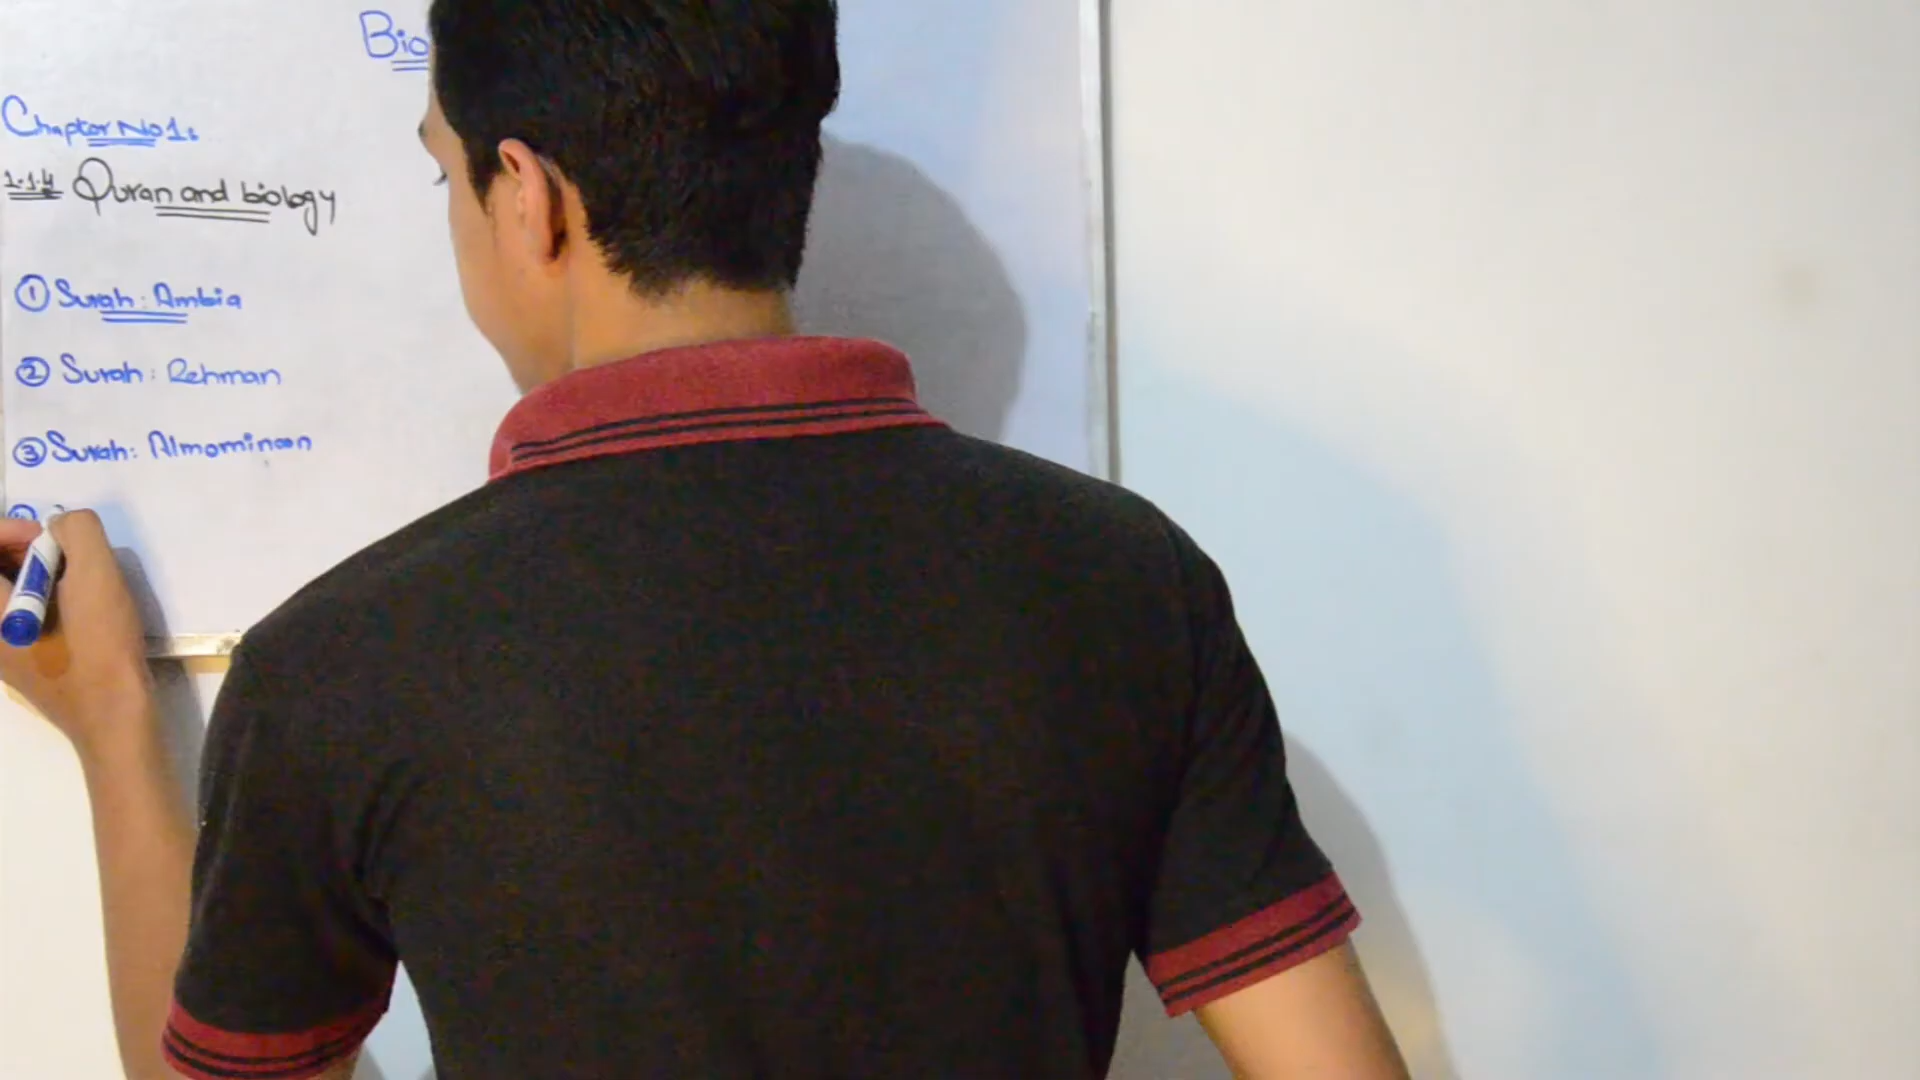 Bio
Chapter No 1:
1.1.4 Quran and biology
① Surah: Ambia
② Surah: Rehman
③ Surah: Almominoon